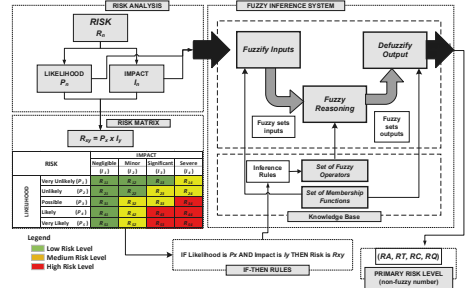 RISK ANALYSIS
RISK
Rn
LIKELIHOOD
Pn
IMPACT
In
RISK MATRIX
Rxy = Px x Iy
RISK
IMPACT
Negligible
Minor
Significant
Severe
LIKELIHOOD
Very Unlikely
Unlikely
Possible
Likely
Very Likely
Legend
Low Risk Level
Medium Risk Level
High Risk Level
FUZZY INFERENCE SYSTEM
Fuzzify Inputs
Defuzzify
Output
Fuzzy
Reasoning
Fuzzy sets
inputs
Fuzzy
sets
outputs
Inference
Rules
Set of Fuzzy
Operators
Set of Membership
Functions
Knowledge Base
IF Likelihood is Px AND Impact is Iy THEN Risk is Rxy
IF-THEN RULES
(RA, RT, RC, RQ)
PRIMARY RISK LEVEL
(non-fuzzy number)